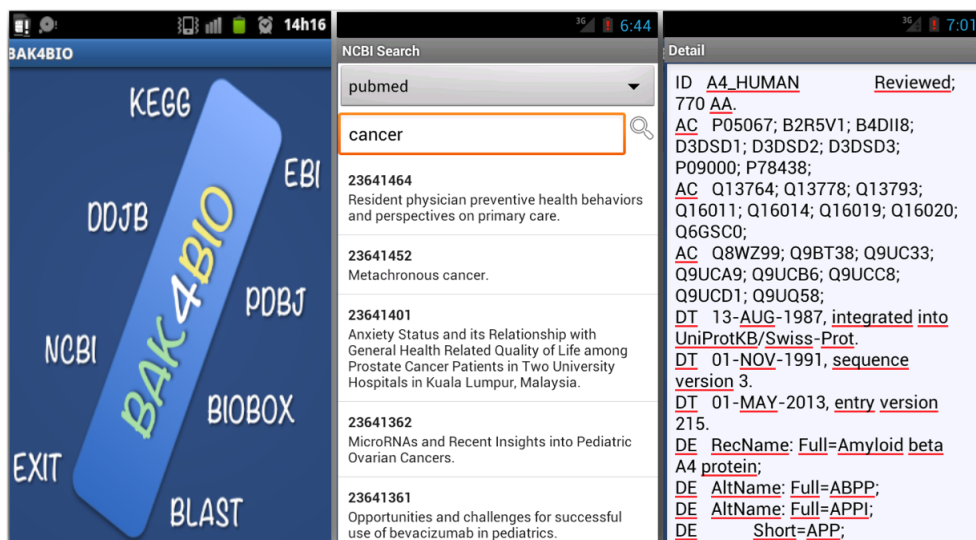 14h16
BAK4BIO
KEGG
EBI
DDJB
BAK4BIO
PDBJ
NCBI
BIOBOX
EXIT
BLAST
3G 6:44
NCBI Search
pubmed
cancer
23641464
Resident physician preventive health behaviors
and perspectives on primary care.
23641452
Metachronous cancer.
23641401
Anxiety Status and its Relationship with
General Health Related Quality of Life among
Prostate Cancer Patients in Two University
Hospitals in Kuala Lumpur, Malaysia.
23641362
MicroRNAs and Recent Insights into Pediatric
Ovarian Cancers.
23641361
Opportunities and challenges for successful
use of bevacizumab in pediatrics.
3G 7:01
Detail
ID A4_HUMAN Reviewed;
770 AA.
AC P05067; B2R5V1; B4DII8;
D3DSD1; D3DSD2; D3DSD3;
P09000; P78438;
AC Q13764; Q13778; Q13793;
Q16011; Q16014; Q16019; Q16020;
Q6GSC0;
AC Q8WZ99; Q9BT38; Q9UC33;
Q9UCA9; Q9UCB6; Q9UCC8;
Q9UCD1; Q9UQ58;
DT 13-AUG-1987, integrated into
UniProtKB/Swiss-Prot.
DT 01-NOV-1991, sequence
version 3.
DT 01-MAY-2013, entry version
215.
DE RecName: Full=Amyloid beta
A4 protein;
DE AltName: Full=ABPP;
DE AltName: Full=APPI;
DE Short=APP;